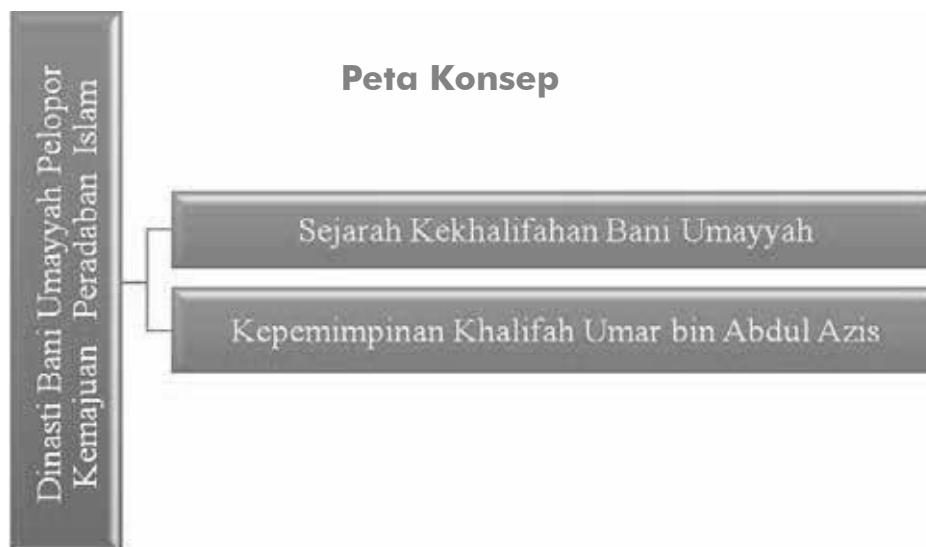 Peta Konsep
Dinasti Bani Umayyah Pelopor
Kemajuan Peradaban Islam
Sejarah Kekhalifahan Bani Umayyah
Kepemimpinan Khalifah Umar bin Abdul Azis